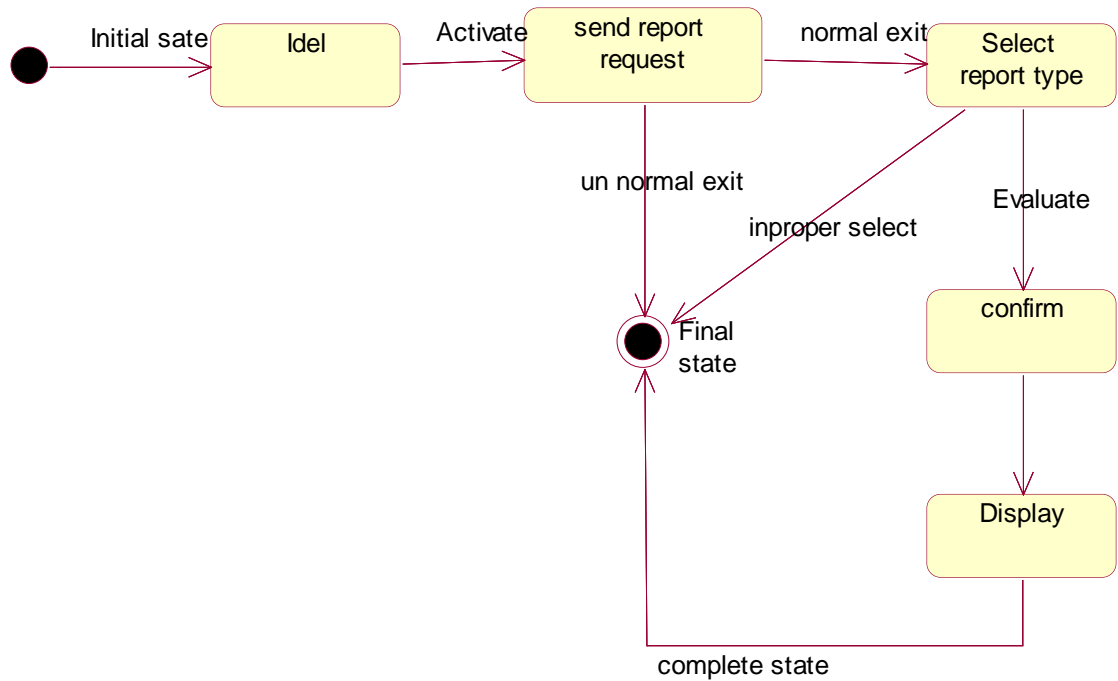 Initial sate
Idel
Activate
send report
request
normal exit
Select
report type
un normal exit
inproper select
Evaluate
confirm
Final
state
Display
complete state